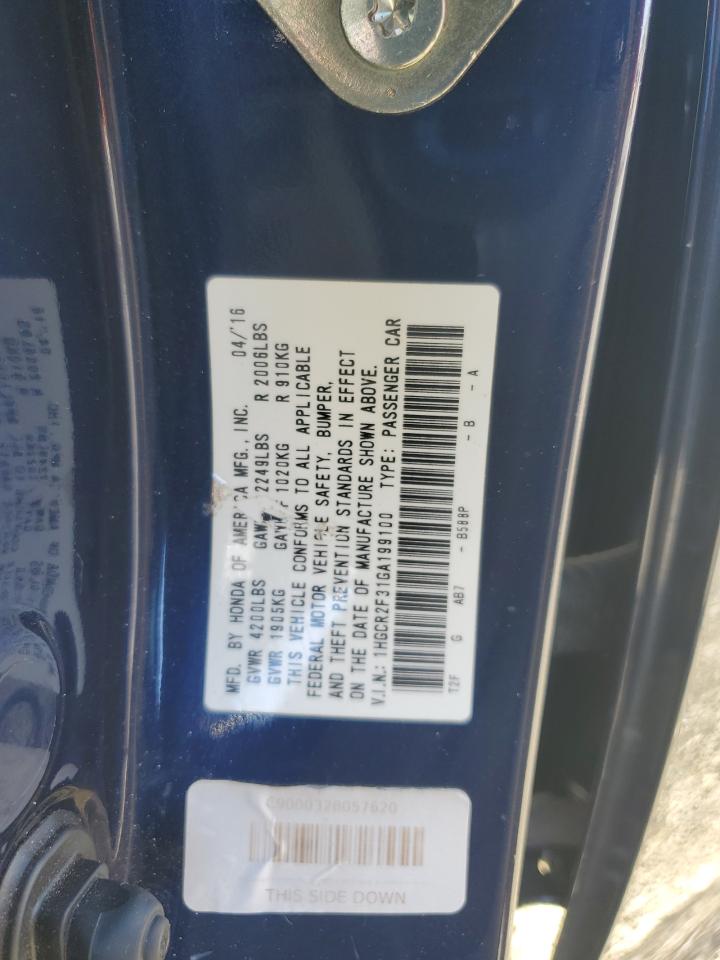 MFD. BY HONDA OF AMERICA MFG., INC. 04/'16
GVWR 4200LBS 2249LBS R 2006LBS
GVWR 1905KG 1020KG R 910KG
THIS VEHICLE CONFORMS TO ALL APPLICABLE
FEDERAL MOTOR VEHICLE SAFETY, BUMPER,
AND THEFT PREVENTION STANDARDS IN EFFECT
ON THE DATE OF MANUFACTURE SHOWN ABOVE.
V.I.N.: 1HGCR2F31GA199100 TYPE: PASSENGER CAR
T2F G AB7 - B588P - B - A
C9000328057620
THIS SIDE DOWN